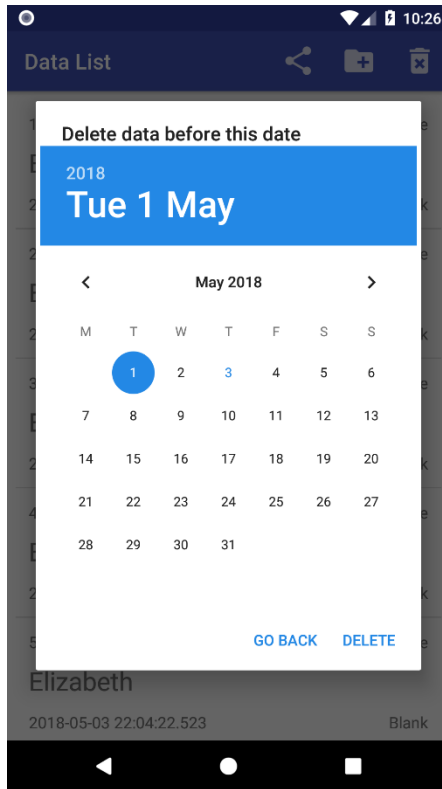 10:26
Data List
Delete data before this date
2018
Tue 1 May
May 2018
M T W T F S S
1 2 3 4 5 6
7 8 9 10 11 12 13
14 15 16 17 18 19 20
21 22 23 24 25 26 27
28 29 30 31
GO BACK DELETE
Elizabeth
2018-05-03 22:04:22.523 Blank